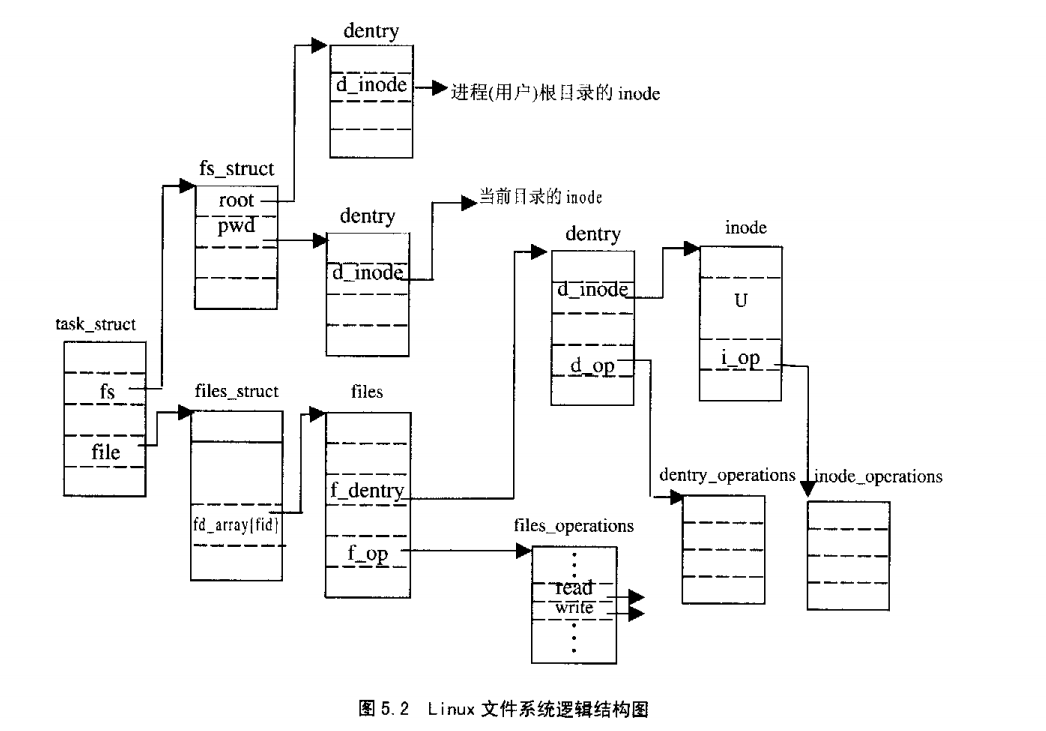 dentry
d_inode
进程(用户)根目录的 inode
fs_struct
root
pwd
当前目录的 inode
dentry
d_inode
dentry
d_inode
d_op
inode
U
i_op
task_struct
fs
file
files_struct
fd_array{fid}
files
f_dentry
f_op
dentry_operations
inode_operations
files_operations
read
write
图 5.2 Linux 文件系统逻辑结构图